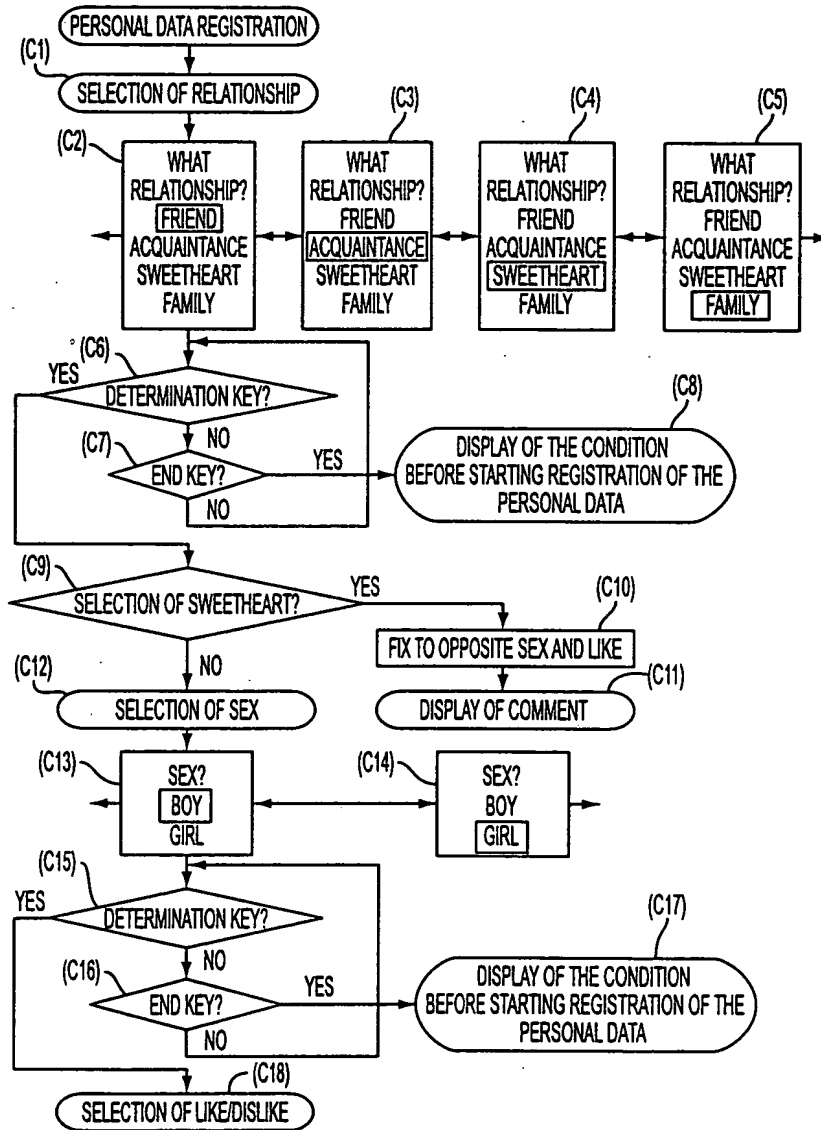 PERSONAL DATA REGISTRATION
(C1)
SELECTION OF RELATIONSHIP
(C2)
WHAT
RELATIONSHIP?
FRIEND
ACQUAINTANCE
SWEETHEART
FAMILY
(C3)
WHAT
RELATIONSHIP?
FRIEND
ACQUAINTANCE
SWEETHEART
FAMILY
(C4)
WHAT
RELATIONSHIP?
FRIEND
ACQUAINTANCE
SWEETHEART
FAMILY
(C5)
WHAT
RELATIONSHIP?
FRIEND
ACQUAINTANCE
SWEETHEART
FAMILY
(C6)
YES
DETERMINATION KEY?
NO
(C7)
END KEY?
YES
NO
(C8)
DISPLAY OF THE CONDITION
BEFORE STARTING REGISTRATION OF THE
PERSONAL DATA
(C9)
SELECTION OF SWEETHEART?
YES
NO
(C10)
FIX TO OPPOSITE SEX AND LIKE
(C11)
DISPLAY OF COMMENT
(C12)
SELECTION OF SEX
(C13)
SEX?
BOY
GIRL
(C14)
SEX?
BOY
GIRL
(C15)
YES
DETERMINATION KEY?
NO
(C16)
END KEY?
YES
NO
(C17)
DISPLAY OF THE CONDITION
BEFORE STARTING REGISTRATION OF THE
PERSONAL DATA
(C18)
SELECTION OF LIKE/DISLIKE